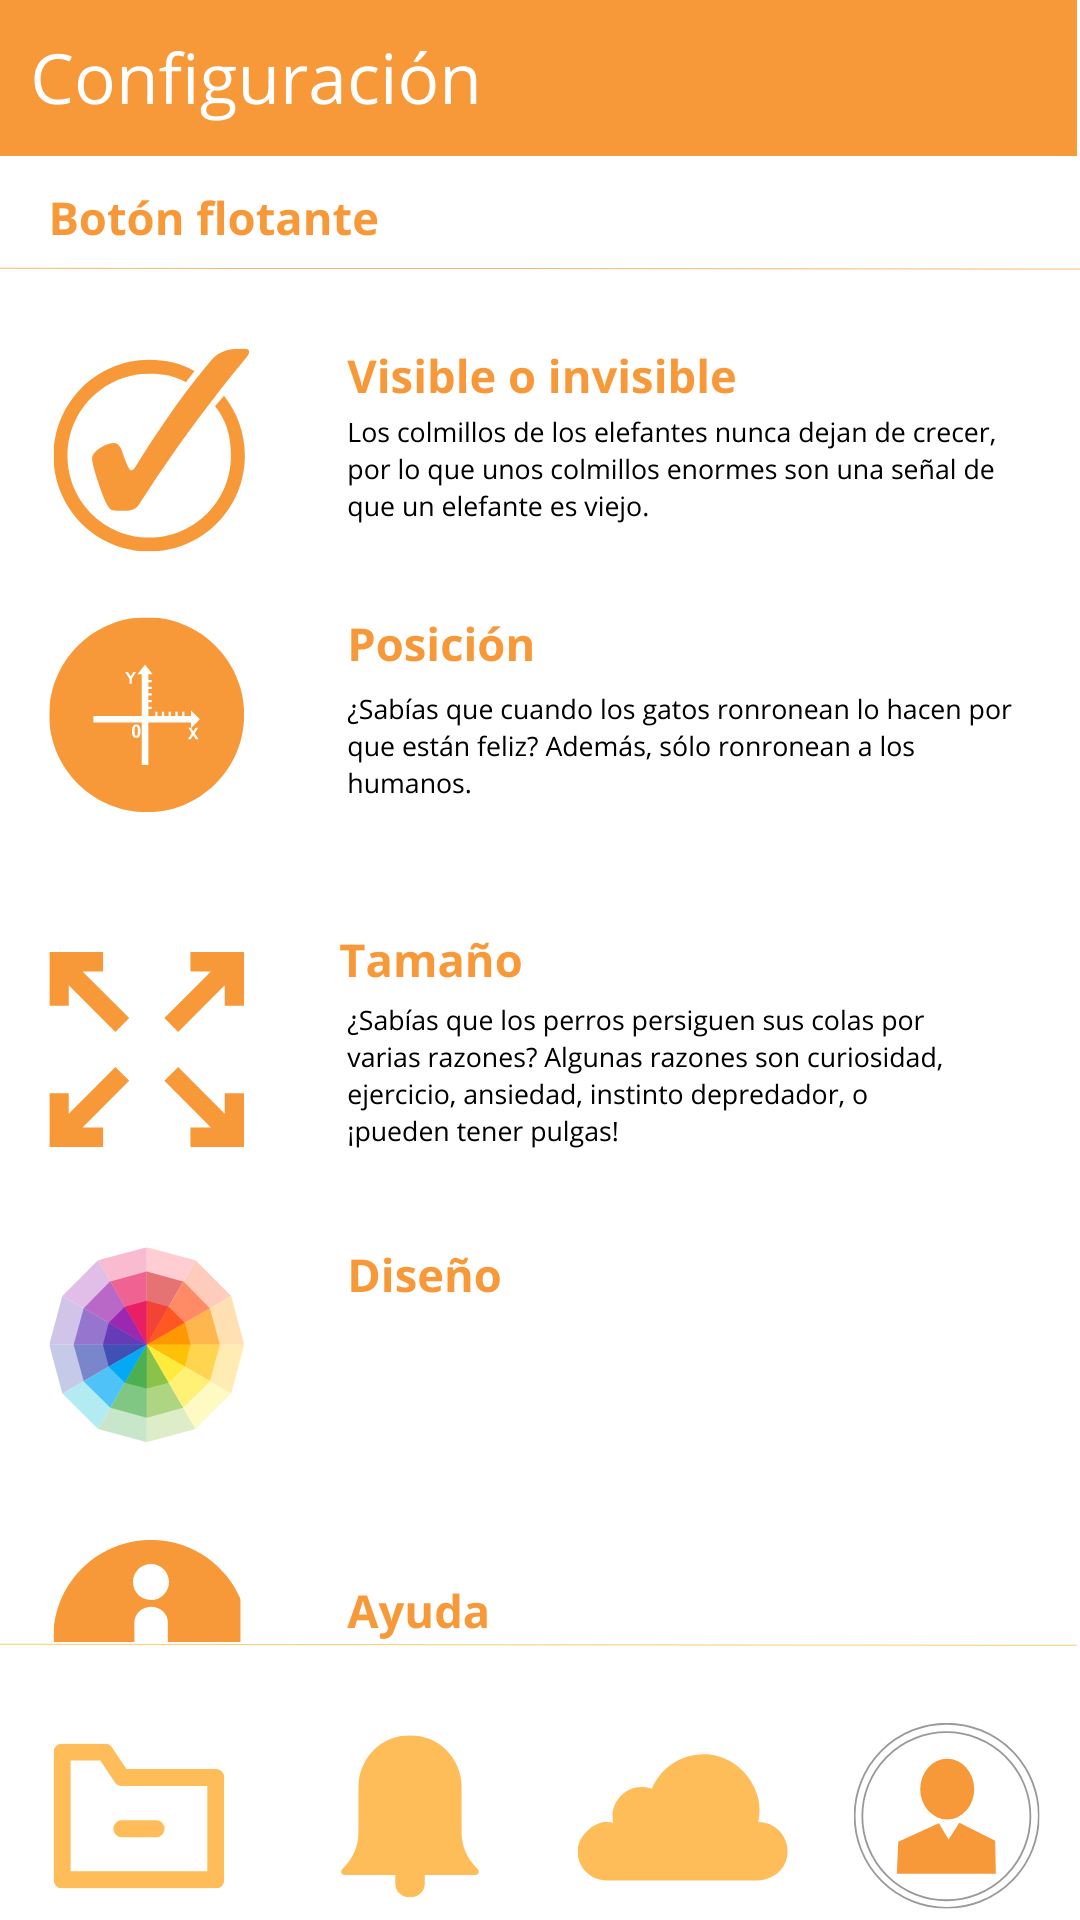 Configuración
Botón flotante
Visible o invisible
Los colmillos de los elefantes nunca dejan de crecer,
por lo que unos colmillos enormes son una señal de
que un elefante es viejo.
Y
0
X
Posición
¿Sabías que cuando los gatos ronronean lo hacen por
que están feliz? Además, sólo ronronean a los
humanos.
Tamaño
¿Sabías que los perros persiguen sus colas por
varias razones? Algunas razones son curiosidad,
ejercicio, ansiedad, instinto depredador, o
¡pueden tener pulgas!
Diseño
Ayuda